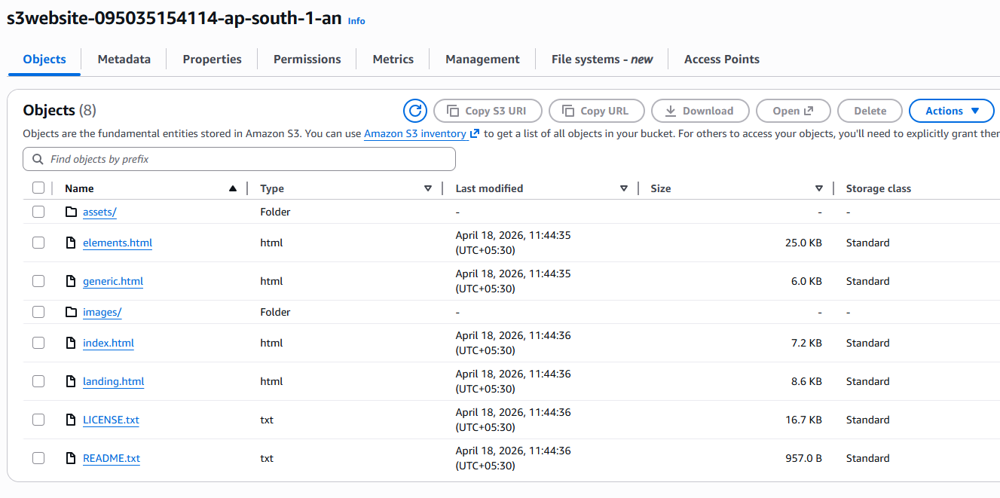 s3website-095035154114-ap-south-1-an Info
Objects Metadata Properties Permissions Metrics Management File systems - new Access Points
Objects (8) Copy S3 URI Copy URL Download Open Delete Actions
Objects are the fundamental entities stored in Amazon S3. You can use Amazon S3 inventory to get a list of all objects in your bucket. For others to access your objects, you'll need to explicitly grant
Find objects by prefix
Name Type Last modified Size Storage class
assets/ Folder - - -
elements.html html April 18, 2026, 11:44:35 (UTC+05:30) 25.0 KB Standard
generic.html html April 18, 2026, 11:44:35 (UTC+05:30) 6.0 KB Standard
images/ Folder - - -
index.html html April 18, 2026, 11:44:36 (UTC+05:30) 7.2 KB Standard
landing.html html April 18, 2026, 11:44:36 (UTC+05:30) 8.6 KB Standard
LICENSE.txt txt April 18, 2026, 11:44:36 (UTC+05:30) 16.7 KB Standard
README.txt txt April 18, 2026, 11:44:36 (UTC+05:30) 957.0 B Standard